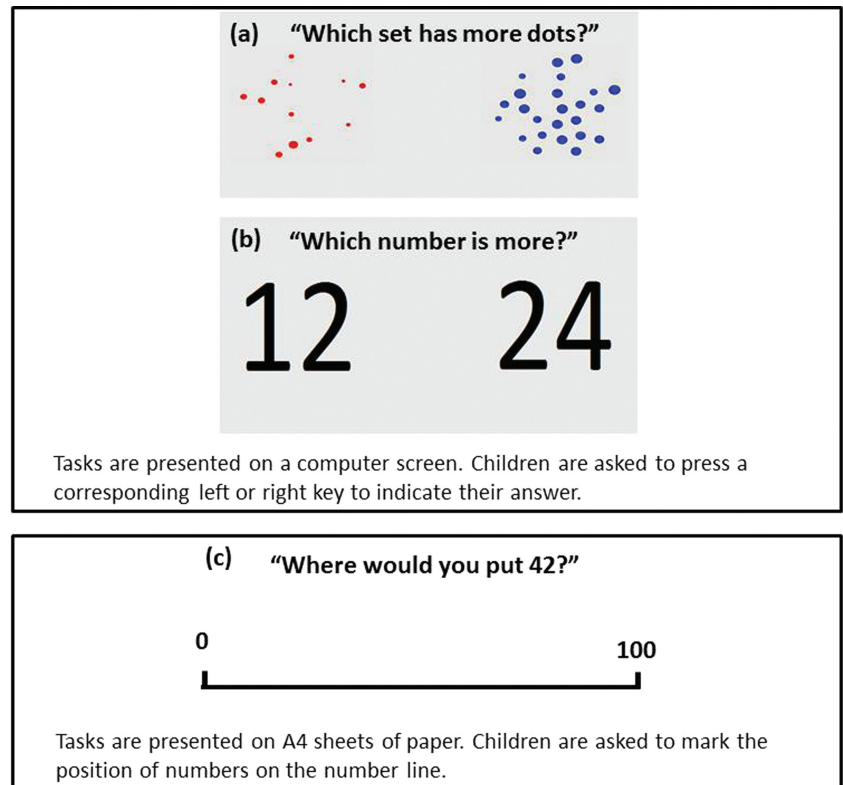 (a) “Which set has more dots?”
(b) “Which number is more?”
12 24
Tasks are presented on a computer screen. Children are asked to press a
corresponding left or right key to indicate their answer.
(c) “Where would you put 42?”
0
100
Tasks are presented on A4 sheets of paper. Children are asked to mark the
position of numbers on the number line.